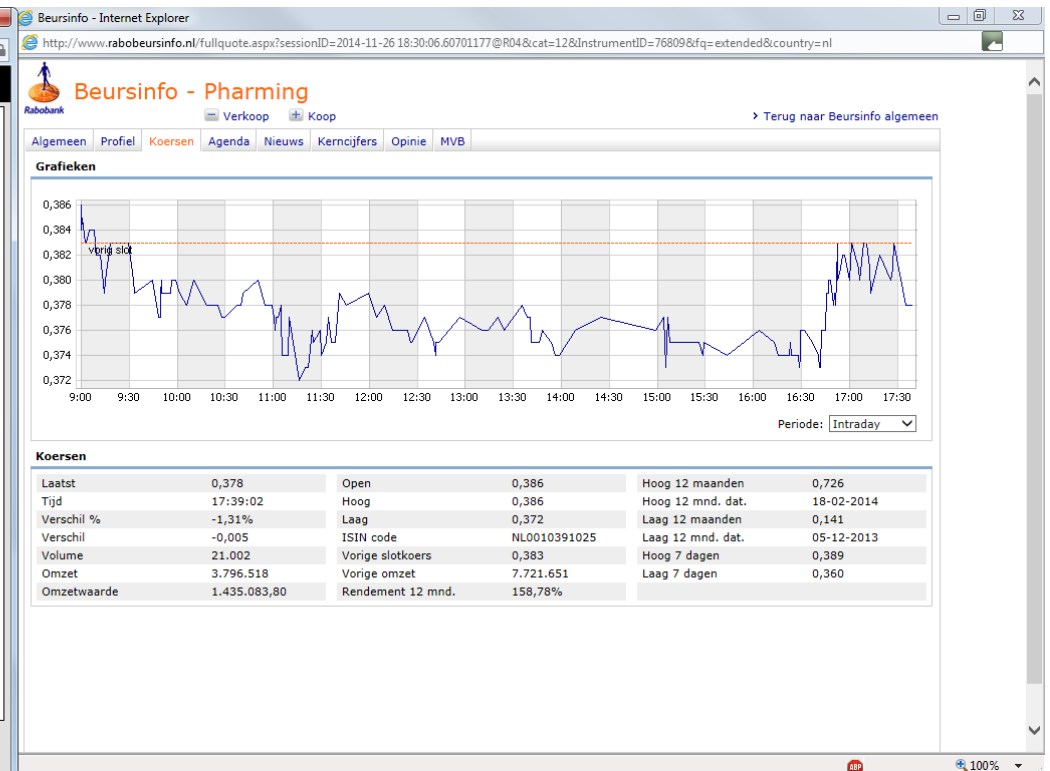 Beursinfo - Internet Explorer
http://www.rabobeursinfo.nl/fullquote.aspx?sessionID=2014-11-26 18:30:06.60701177@R04&cat=12&InstrumentID=76809&fq=extended&country=nl
Rabobank
Beursinfo - Pharming
Verkoop Koop
> Terug naar Beursinfo algemeen
Algemeen Profiel Koersen Agenda Nieuws Kerncijfers Opinie MVB
Grafieken
0,386
0,384
vorig slot
0,382
0,380
0,378
0,376
0,374
0,372
9:00 9:30 10:00 10:30 11:00 11:30 12:00 12:30 13:00 13:30 14:00 14:30 15:00 15:30 16:00 16:30 17:00 17:30
Periode: Intraday
Koersen
Laatst 0,378 Open 0,386 Hoog 12 maanden 0,726
Tijd 17:39:02 Hoog 0,386 Hoog 12 mnd. dat. 18-02-2014
Verschil % -1,31% Laag 0,372 Laag 12 maanden 0,141
Verschil -0,005 ISIN code NL0010391025 Laag 12 mnd. dat. 05-12-2013
Volume 21.002 Vorige slotkoers 0,383 Hoog 7 dagen 0,389
Omzet 3.796.518 Vorige omzet 7.721.651 Laag 7 dagen 0,360
Omzetwaarde 1.435.083,80 Rendement 12 mnd. 158,78%
ABP
100%